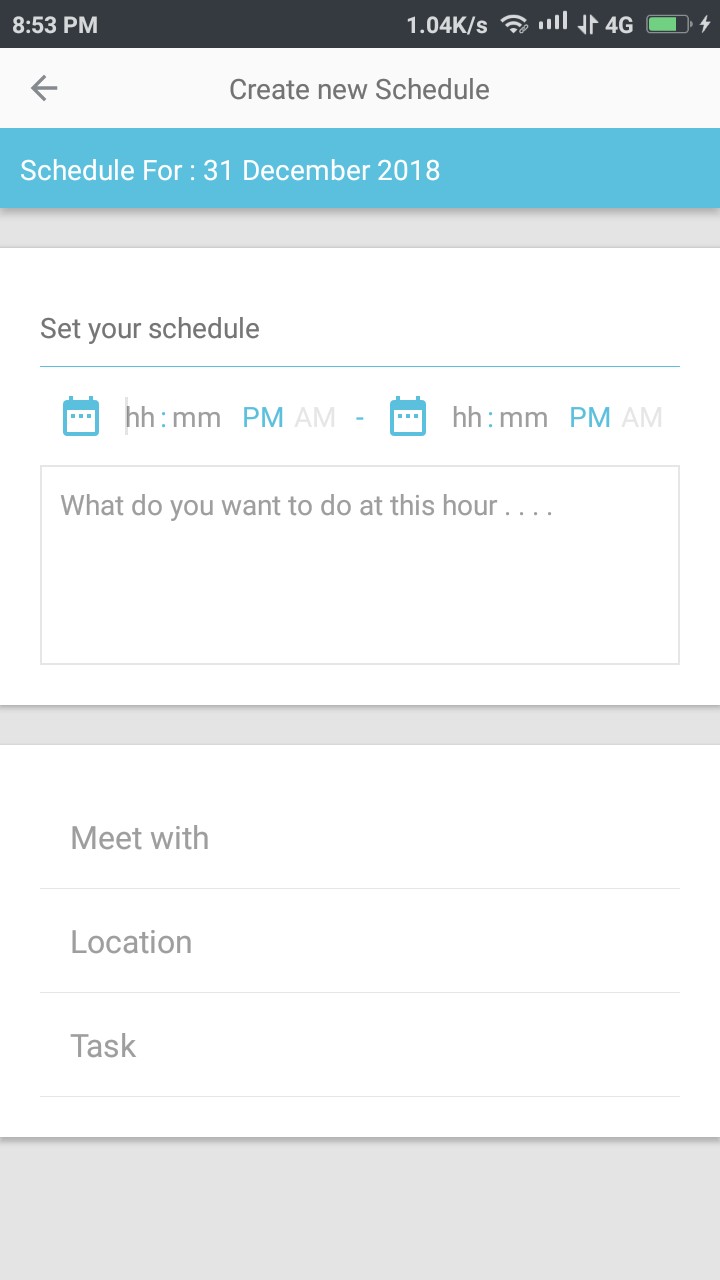 8:53 PM 1.04K/s 4G
Create new Schedule
Schedule For : 31 December 2018
Set your schedule
hh : mm PM AM - hh : mm PM AM
What do you want to do at this hour . . . .
Meet with
Location
Task